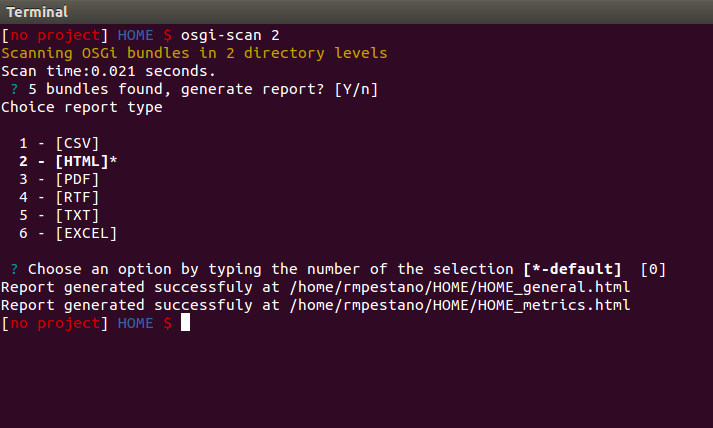 Terminal
[no project] HOME $ osgi-scan 2
Scanning OSGi bundles in 2 directory levels
Scan time:0.021 seconds.
? 5 bundles found, generate report? [Y/n]
Choice report type
1 - [CSV]
2 - [HTML]*
3 - [PDF]
4 - [RTF]
5 - [TXT]
6 - [EXCEL]
? Choose an option by typing the number of the selection [*-default]  [0]
Report generated successfuly at /home/rmpestano/HOME/HOME_general.html
Report generated successfuly at /home/rmpestano/HOME/HOME_metrics.html
[no project] HOME $